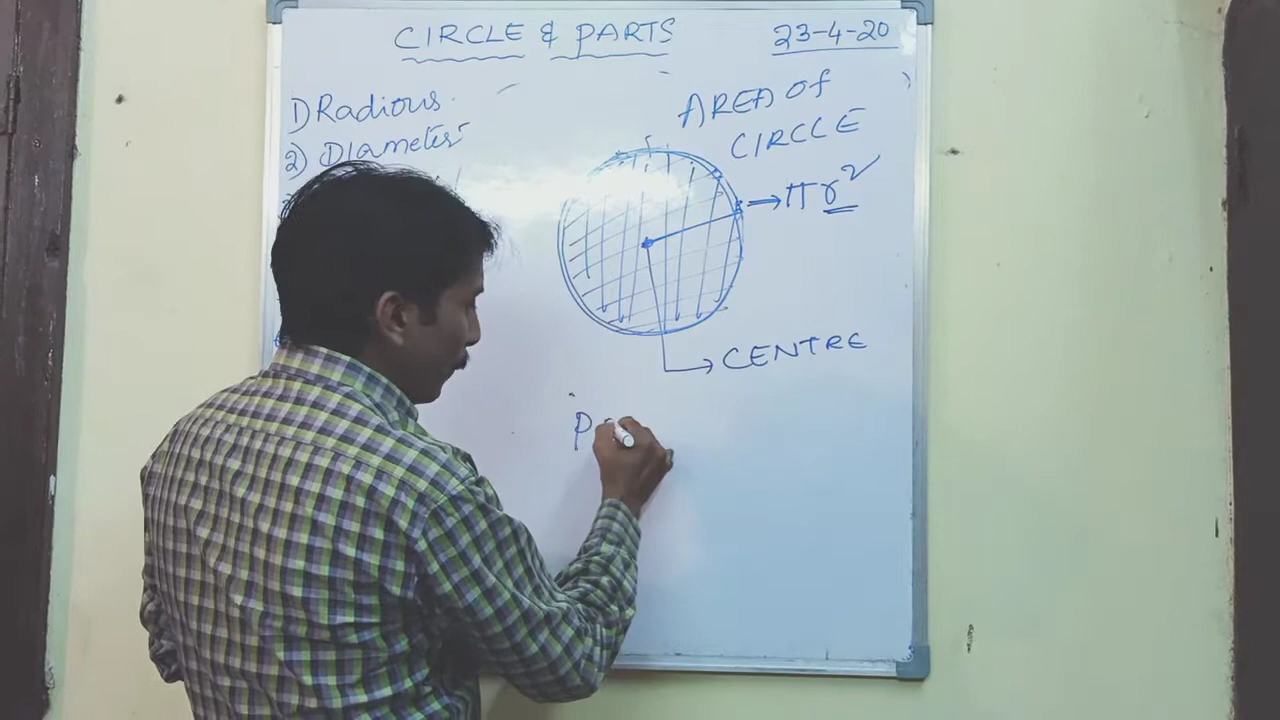 CIRCLE & PARTS
23-4-20
1) Radious.
2) Diameter
AREA OF
CIRCLE
→ πr²
→ CENTRE
P